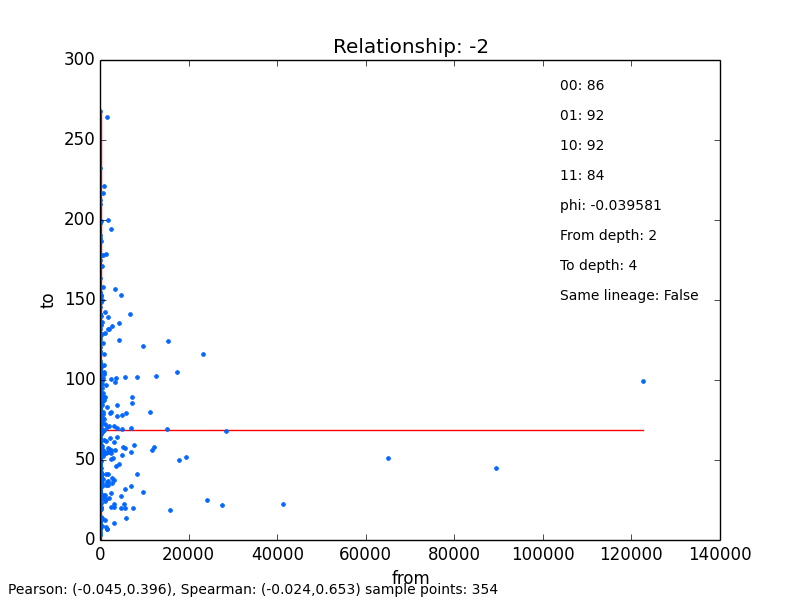 Relationship: -2
300
250
200
150
100
50
0
to
00: 86
01: 92
10: 92
11: 84
phi: -0.039581
From depth: 2
To depth: 4
Same lineage: False
0 20000 40000 60000 80000 100000 120000 140000
from
Pearson: (-0.045,0.396), Spearman: (-0.024,0.653) sample points: 354